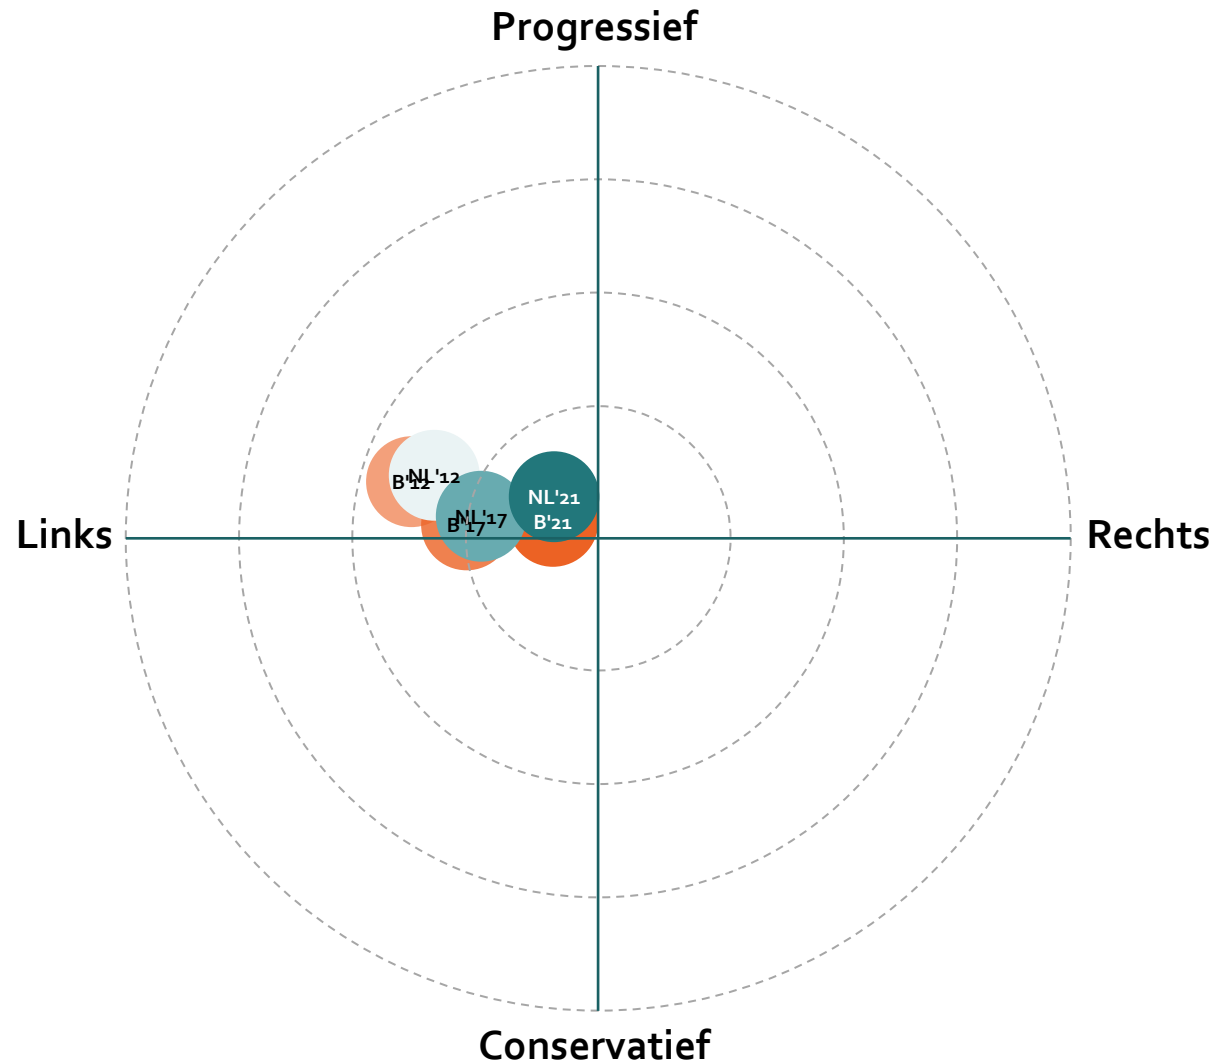 Progressief
NL'12
B'12
NL'21
NL'17
B'21
B'17
Links
Rechts
Conservatief